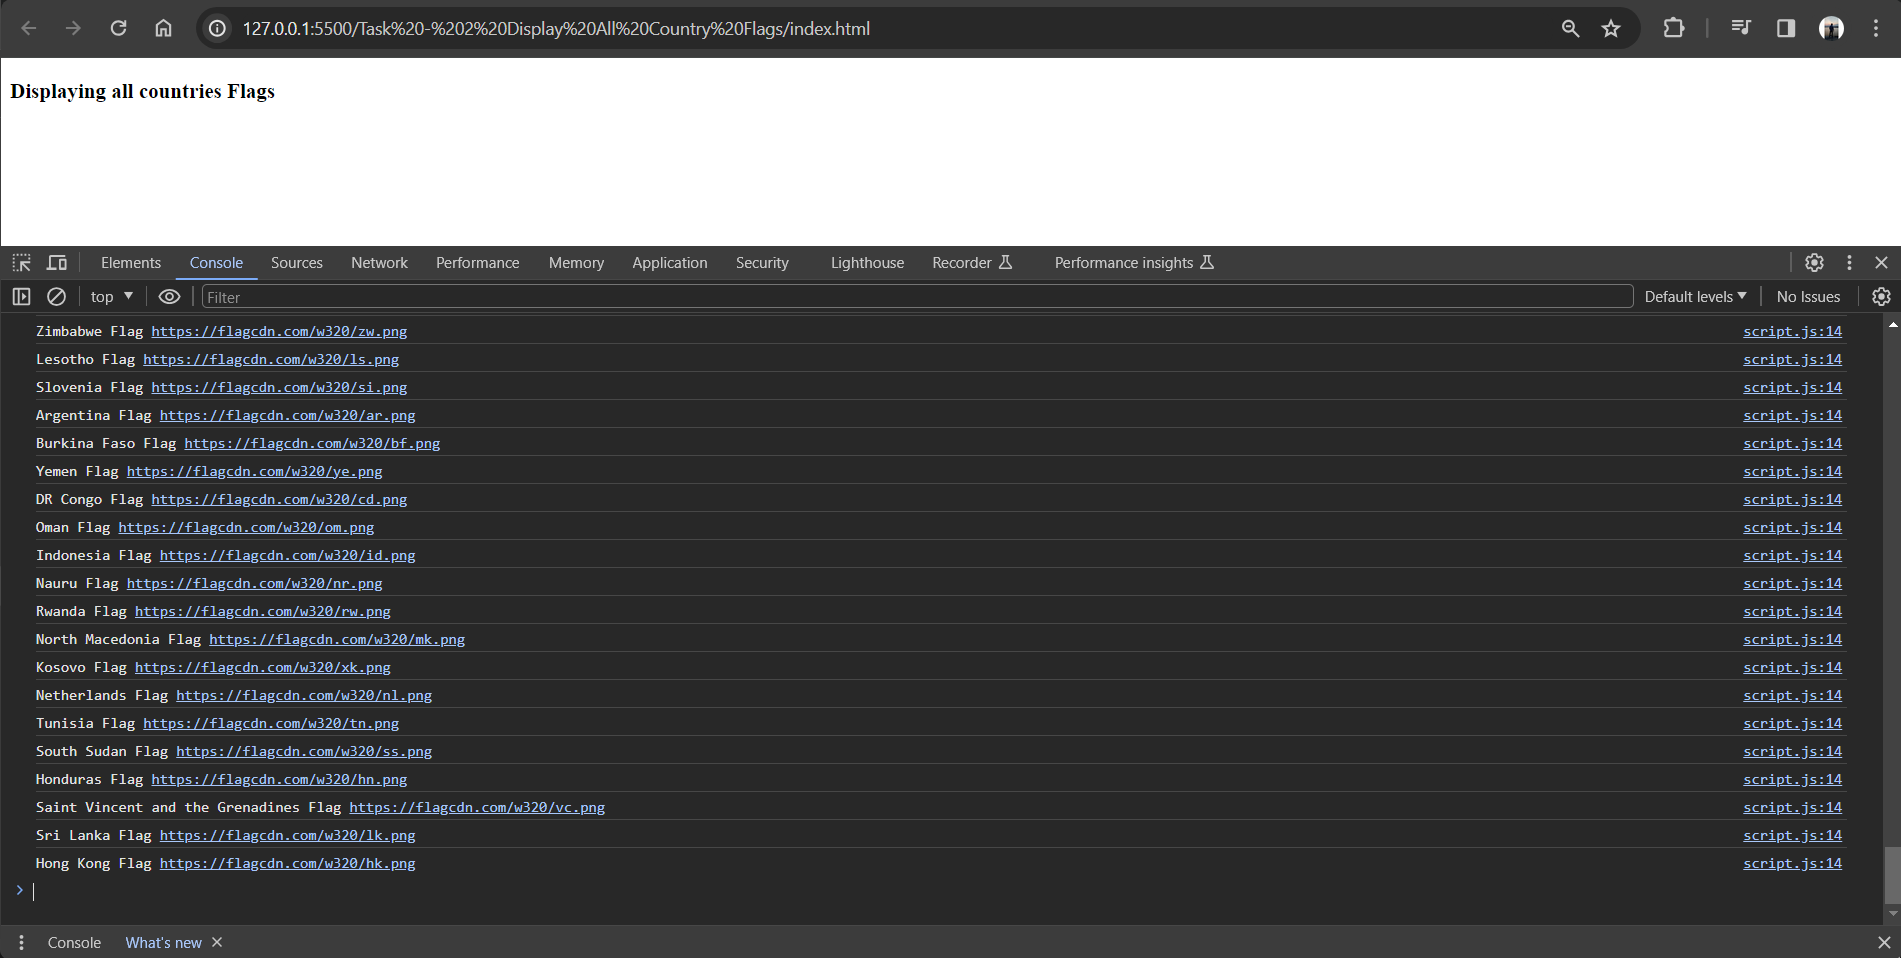 127.0.0.1:5500/Task%20-%202%20Display%20All%20Country%20Flags/index.html
Displaying all countries Flags
Elements Console Sources Network Performance Memory Application Security Lighthouse Recorder Performance insights
top Filter Default levels No Issues
Zimbabwe Flag https://flagcdn.com/w320/zw.png script.js:14
Lesotho Flag https://flagcdn.com/w320/ls.png script.js:14
Slovenia Flag https://flagcdn.com/w320/si.png script.js:14
Argentina Flag https://flagcdn.com/w320/ar.png script.js:14
Burkina Faso Flag https://flagcdn.com/w320/bf.png script.js:14
Yemen Flag https://flagcdn.com/w320/ye.png script.js:14
DR Congo Flag https://flagcdn.com/w320/cd.png script.js:14
Oman Flag https://flagcdn.com/w320/om.png script.js:14
Indonesia Flag https://flagcdn.com/w320/id.png script.js:14
Nauru Flag https://flagcdn.com/w320/nr.png script.js:14
Rwanda Flag https://flagcdn.com/w320/rw.png script.js:14
North Macedonia Flag https://flagcdn.com/w320/mk.png script.js:14
Kosovo Flag https://flagcdn.com/w320/xk.png script.js:14
Netherlands Flag https://flagcdn.com/w320/nl.png script.js:14
Tunisia Flag https://flagcdn.com/w320/tn.png script.js:14
South Sudan Flag https://flagcdn.com/w320/ss.png script.js:14
Honduras Flag https://flagcdn.com/w320/hn.png script.js:14
Saint Vincent and the Grenadines Flag https://flagcdn.com/w320/vc.png script.js:14
Sri Lanka Flag https://flagcdn.com/w320/lk.png script.js:14
Hong Kong Flag https://flagcdn.com/w320/hk.png script.js:14
Console What's new